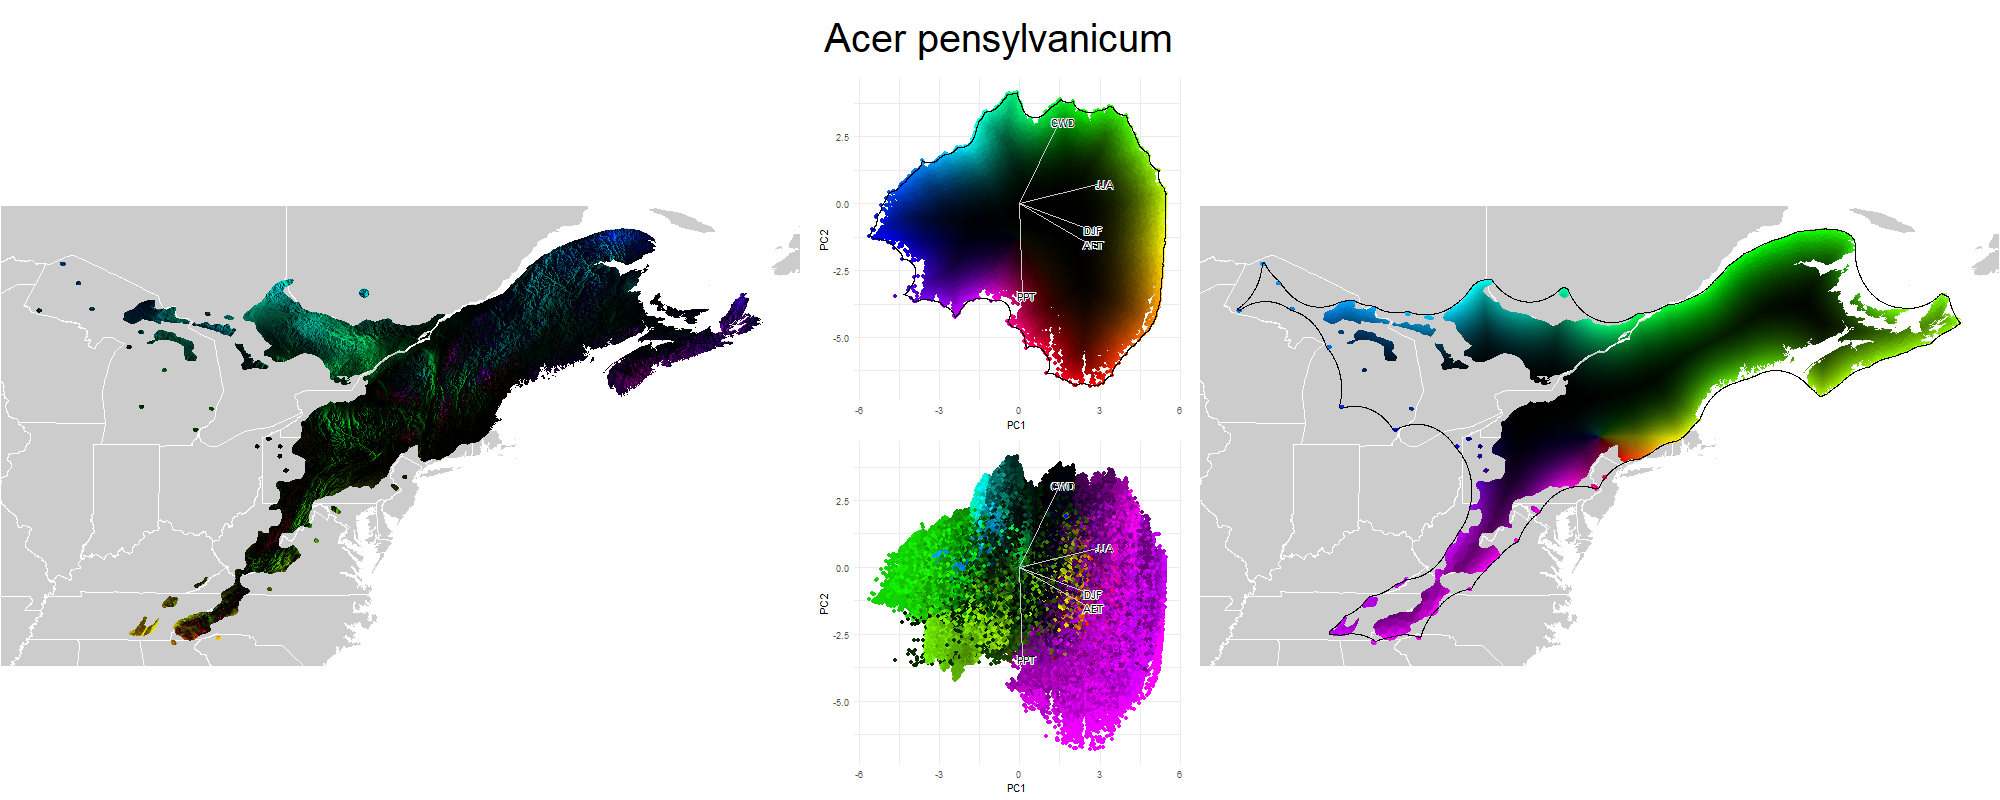 Acer pensylvanicum
2.5
0.0
-2.5
-5.0
PC2
CWD
JJA
DJF
AET
PPT
-6
-3
0
3
6
PC1
2.5
0.0
-2.5
-5.0
PC2
CWD
JJA
DJF
AET
PPT
-6
-3
0
3
6
PC1